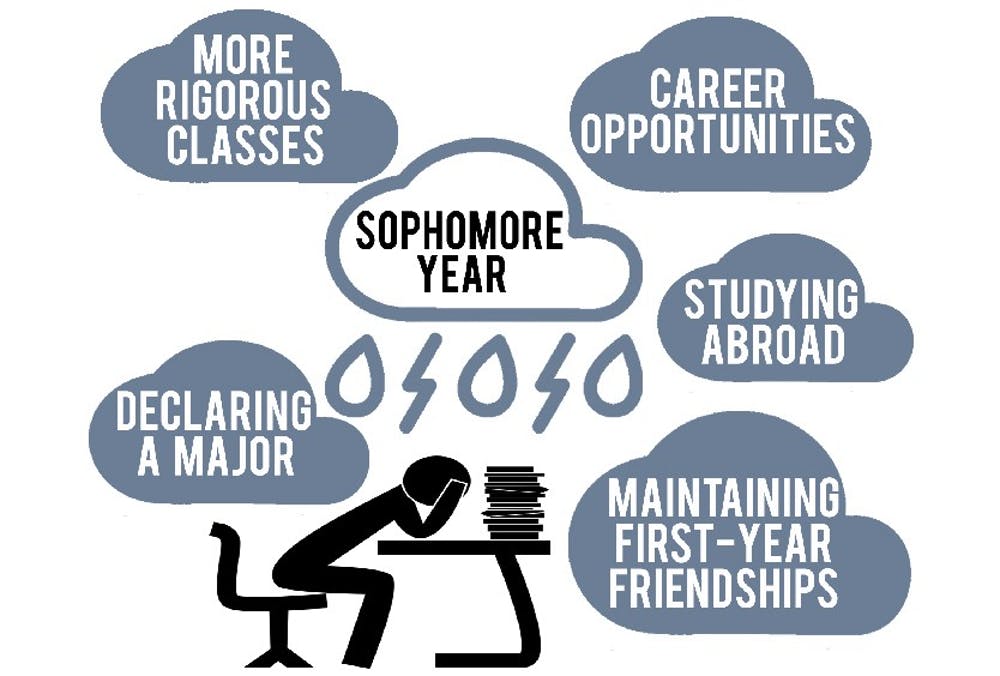 MORE
RIGOROUS
CLASSES
CAREER
OPPORTUNITIES
SOPHOMORE
YEAR
STUDYING
ABROAD
DECLARING
A MAJOR
MAINTAINING
FIRST-YEAR
FRIENDSHIPS